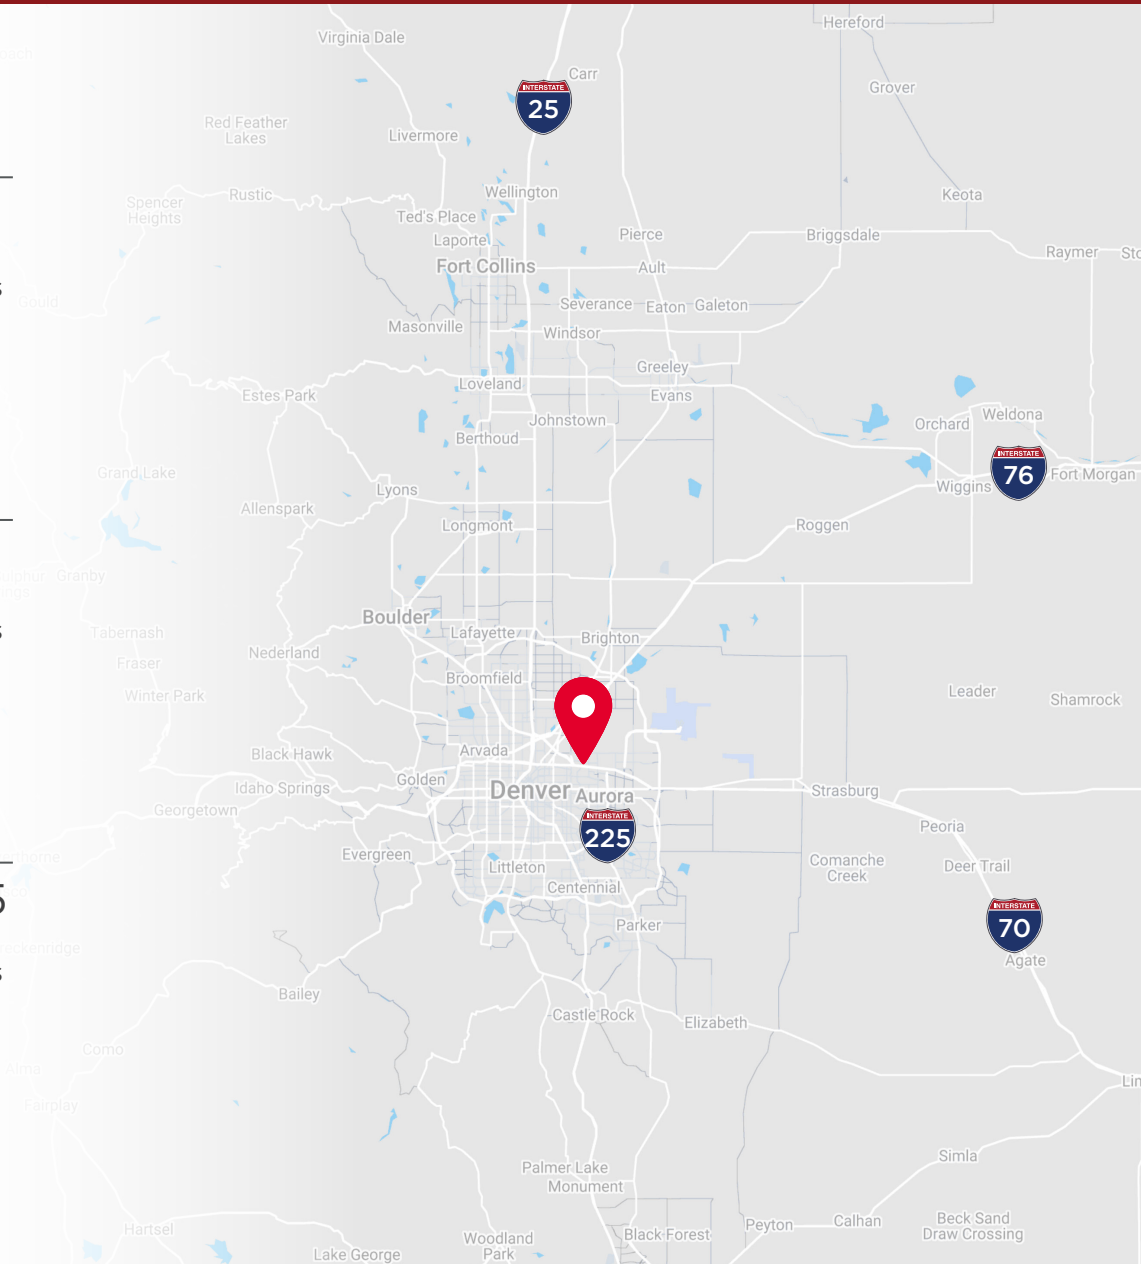 Hereford
Virginia Dale
Carr
INTERSTATE
25
Grover
Red Feather
Lakes
Livermore
Rustic
Wellington
Keota
Spencer
Heights
Ted's Place
Laporte
Pierce
Briggsdale
Raymer
Fort Collins
Ault
Gould
Severance
Eaton
Galeton
Masonville
Windsor
Greeley
Loveland
Estes Park
Evans
Johnstown
Orchard
Weldona
Berthoud
INTERSTATE
76
Grand Lake
Fort Morgan
Lyons
Wiggins
Allenspark
Longmont
Roggen
Granby
Boulder
Tabernash
Lafayette
Brighton
Nederland
Fraser
Broomfield
Winter Park
Leader
Shamrock
Black Hawk
Arvada
Golden
Idaho Springs
Denver
Aurora
Strasburg
Georgetown
INTERSTATE
225
Peoria
Evergreen
Littleton
Comanche
Creek
Deer Trail
Centennial
5
INTERSTATE
70
Parker
Agate
Bailey
Castle Rock
Elizabeth
Como
Alma
Fairplay
Simla
Palmer Lake
Monument
Hartsel
Woodland
Park
Black Forest
Peyton
Calhan
Beck Sand
Draw Crossing
Lake George